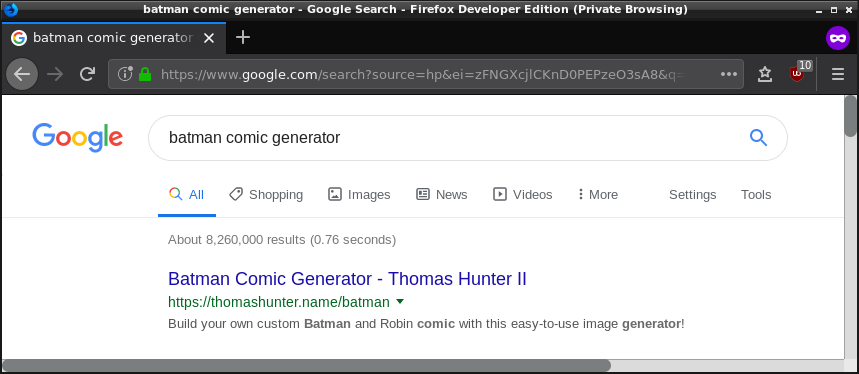 batman comic generator - Google Search - Firefox Developer Edition (Private Browsing)
batman comic generator
https://www.google.com/search?source=hp&ei=zFNGXcjlCKnD0PEPzeO3sA8&q=
10
Google
batman comic generator
All Shopping Images News Videos More Settings Tools
About 8,260,000 results (0.76 seconds)
Batman Comic Generator - Thomas Hunter II
https://thomashunter.name/batman
Build your own custom Batman and Robin comic with this easy-to-use image generator!